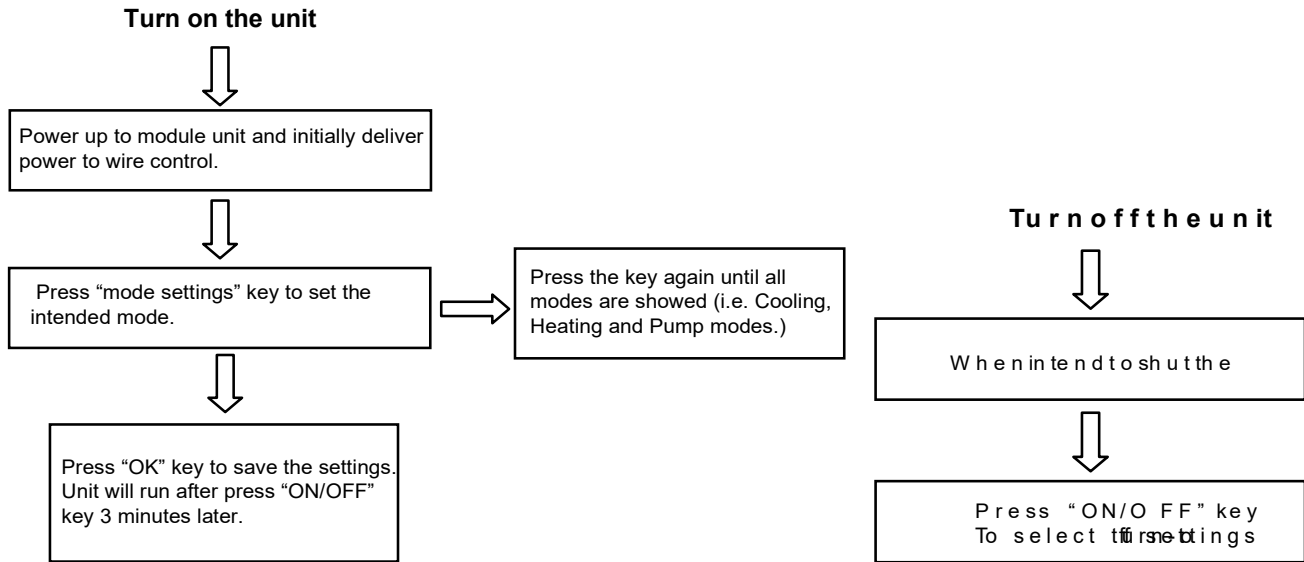 Turn on the unit
Power up to module unit and initially deliver
power to wire control.
Press “mode settings” key to set the
intended mode.
Press the key again until all
modes are showed (i.e. Cooling,
Heating and Pump modes.)
Press “OK” key to save the settings.
Unit will run after press “ON/OFF”
key 3 minutes later.
Turn off the unit
When intend to shut the
Press “ON/OFF” key
To select settings